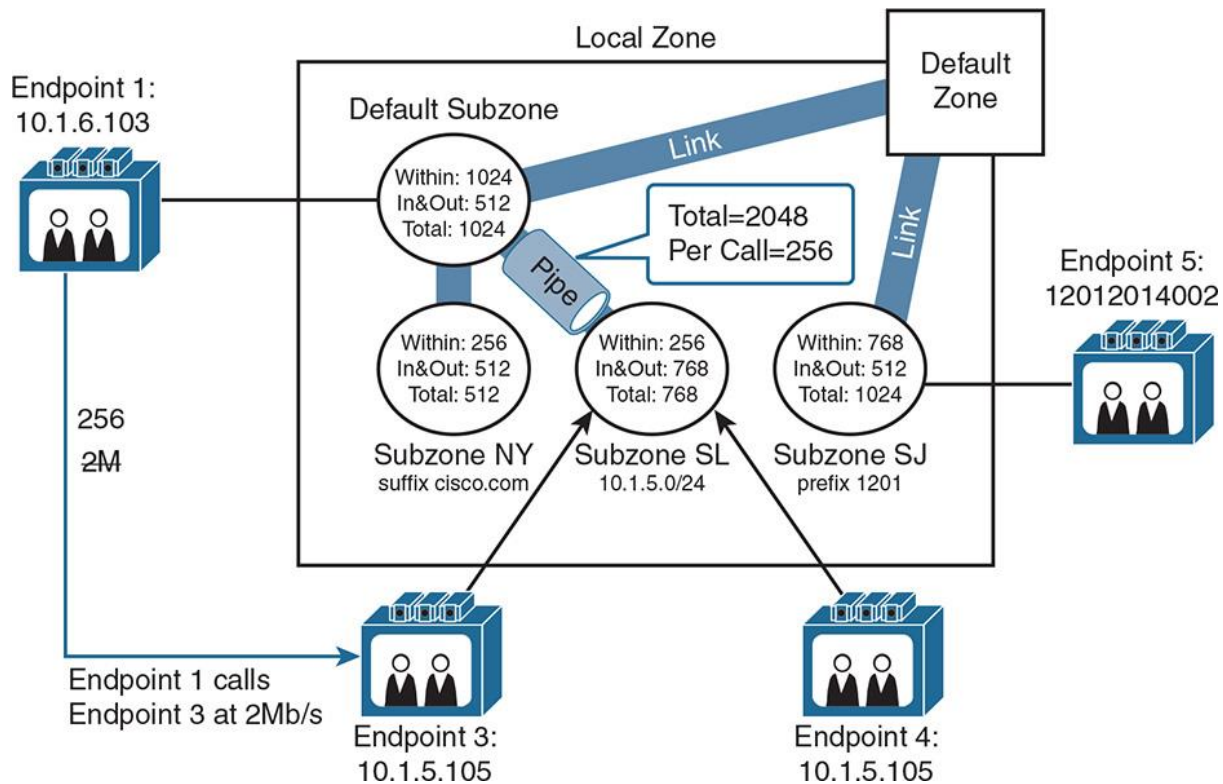 Local Zone
Default
Zone
Endpoint 1:
10.1.6.103
Default Subzone
Link
Within: 1024
In&Out: 512
Total: 1024
Total=2048
Per Call=256
Pipe
Link
Endpoint 5:
12012014002
Within: 256
In&Out: 512
Total: 512
Within: 256
In&Out: 768
Total: 768
Within: 768
In&Out: 512
Total: 1024
256
2M
Subzone NY
suffix cisco.com
Subzone SL
10.1.5.0/24
Subzone SJ
prefix 1201
Endpoint 1 calls
Endpoint 3 at 2Mb/s
Endpoint 3:
10.1.5.105
Endpoint 4:
10.1.5.105